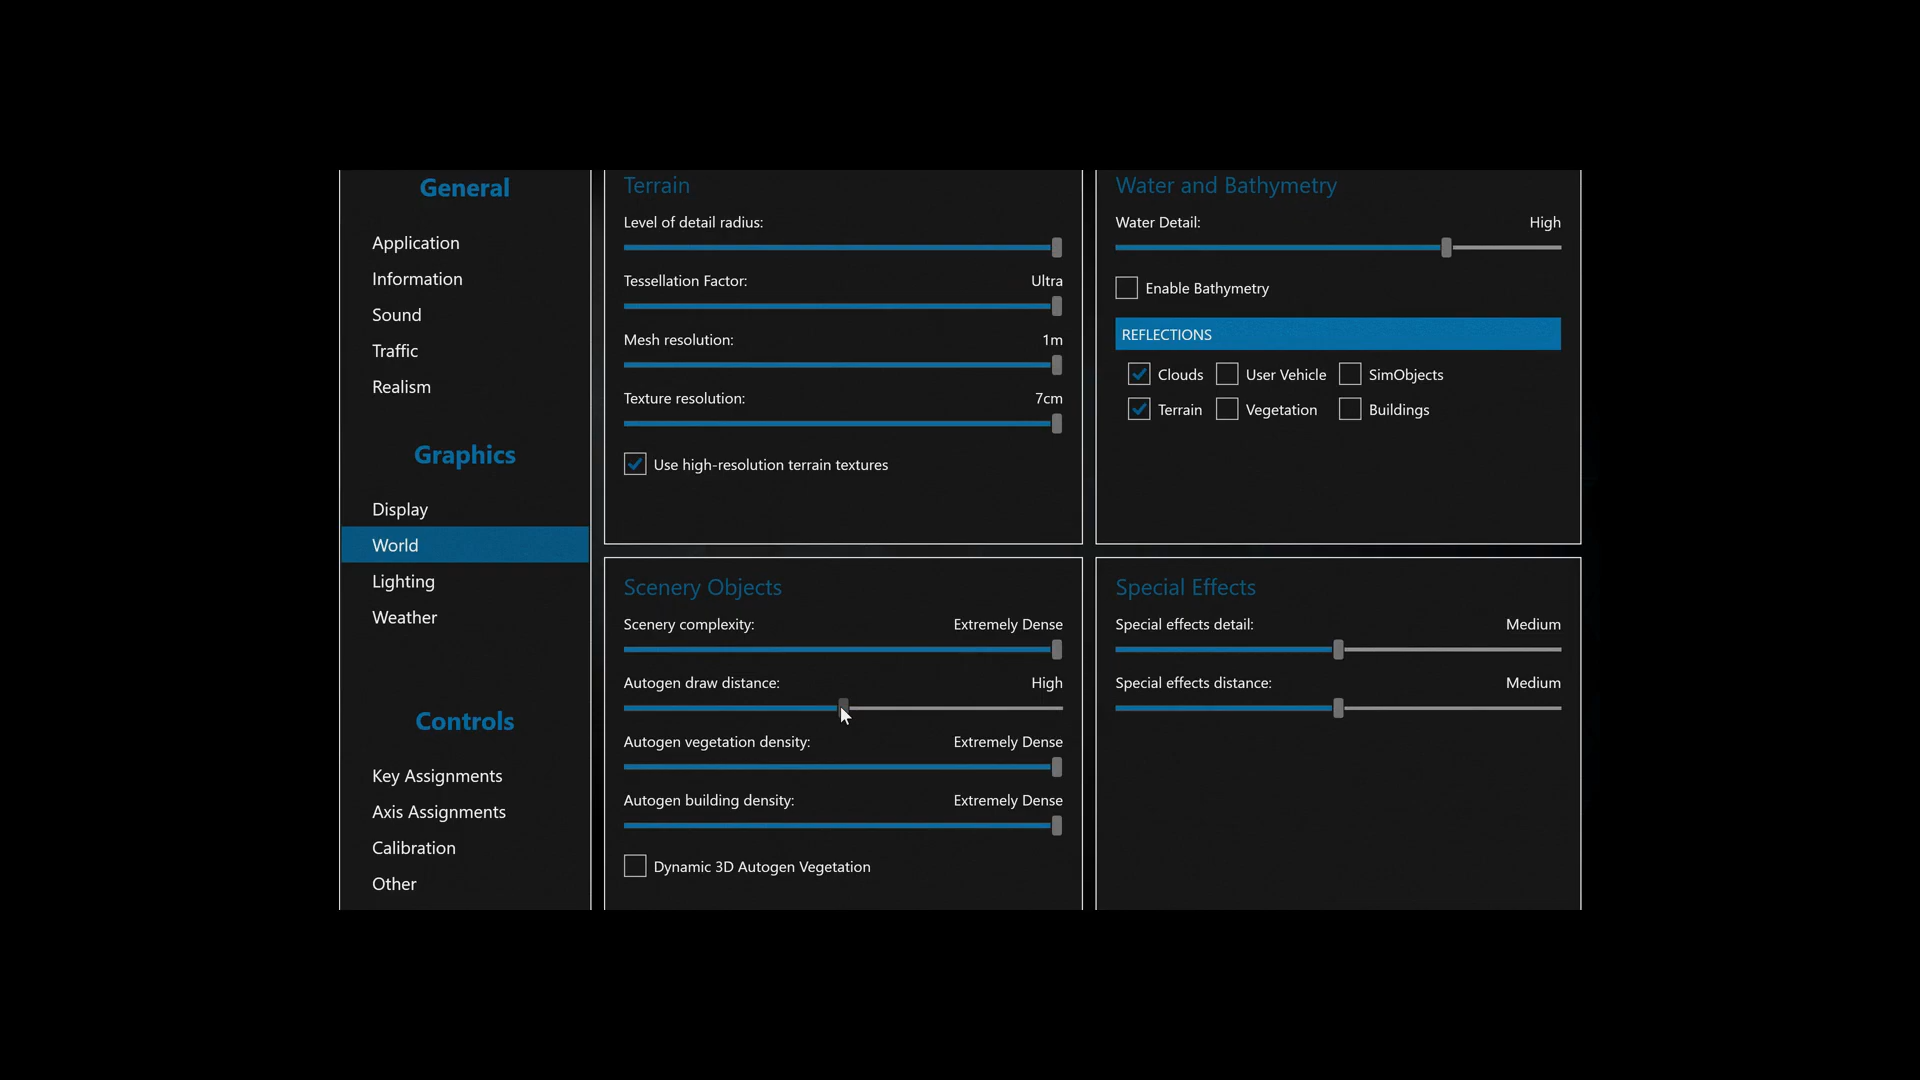 General
Application
Information
Sound
Traffic
Realism
Graphics
Display
World
Lighting
Weather
Controls
Key Assignments
Axis Assignments
Calibration
Other
Terrain
Level of detail radius:
Tessellation Factor: Ultra
Mesh resolution: 1m
Texture resolution: 7cm
Use high-resolution terrain textures
Water and Bathymetry
Water Detail: High
Enable Bathymetry
REFLECTIONS
Clouds User Vehicle SimObjects
Terrain Vegetation Buildings
Scenery Objects
Scenery complexity: Extremely Dense
Autogen draw distance: High
Autogen vegetation density: Extremely Dense
Autogen building density: Extremely Dense
Dynamic 3D Autogen Vegetation
Special Effects
Special effects detail: Medium
Special effects distance: Medium